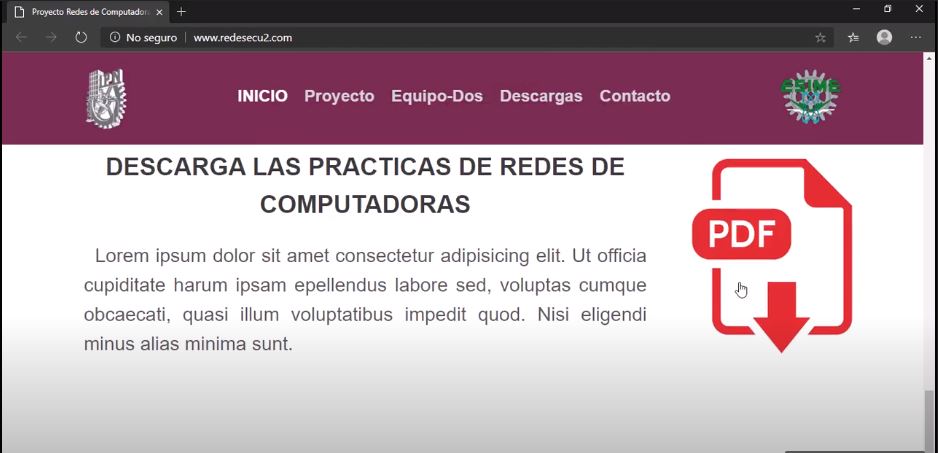 Proyecto Redes de Computadora
No seguro
www.redesecu2.com
IPN
INICIO Proyecto Equipo-Dos Descargas Contacto
ESIME
DESCARGA LAS PRACTICAS DE REDES DE
COMPUTADORAS
Lorem ipsum dolor sit amet consectetur adipisicing elit. Ut officia
cupiditate harum ipsam epellendus labore sed, voluptas cumque
obcaecati, quasi illum voluptatibus impedit quod. Nisi eligendi
minus alias minima sunt.
PDF